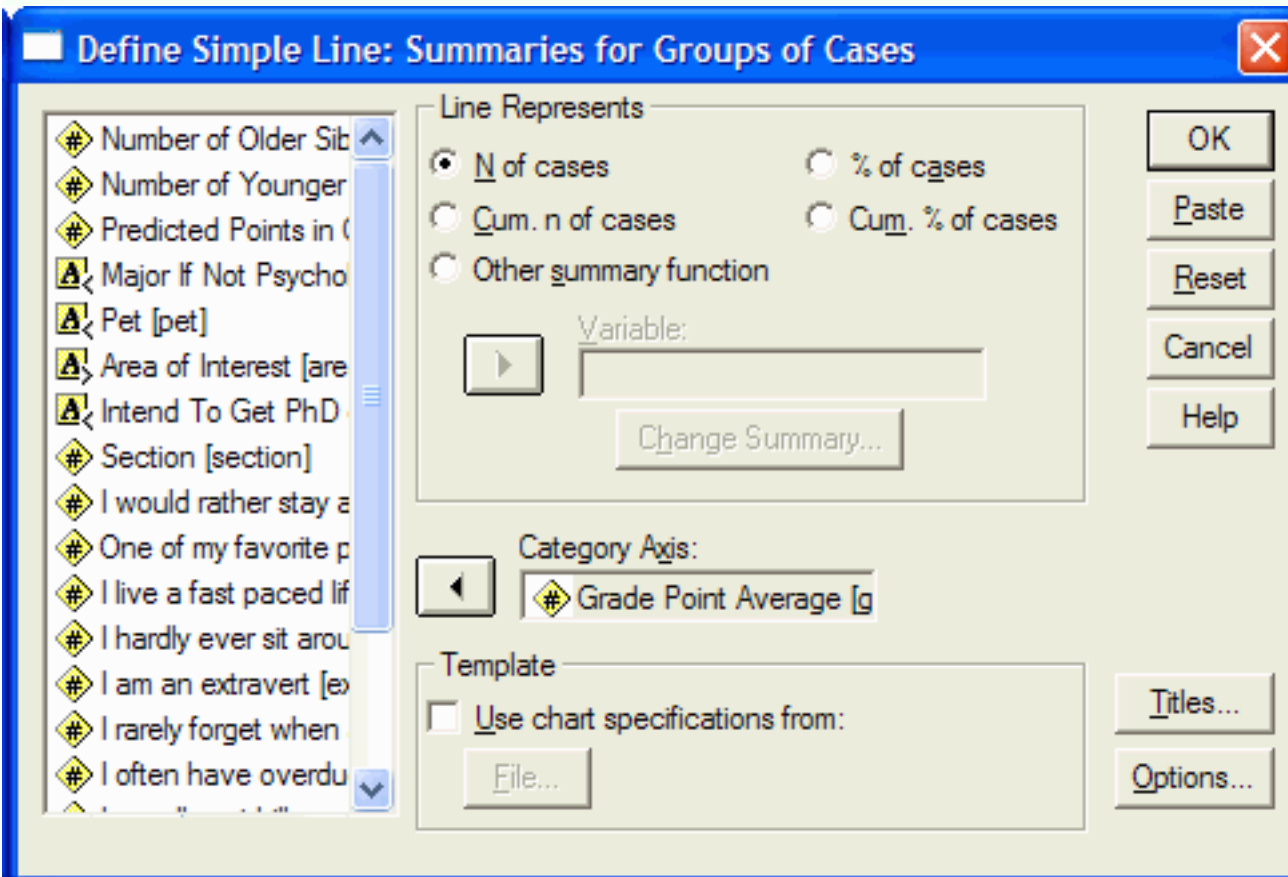 Define Simple Line: Summaries for Groups of Cases
Number of Older Sib
Number of Younger
Predicted Points in
Major If Not Psycho
Pet [pet]
Area of Interest [are
Intend To Get PhD
Section [section]
I would rather stay a
One of my favorite p
I live a fast paced lif
I hardly ever sit arou
I am an extravert [ex
I rarely forget when
I often have overdu
Line Represents
N of cases
% of cases
Cum. n of cases
Cum. % of cases
Other summary function
Variable:
Change Summary...
Category Axis:
Grade Point Average [g
Template
Use chart specifications from:
File...
OK
Paste
Reset
Cancel
Help
Titles...
Options...